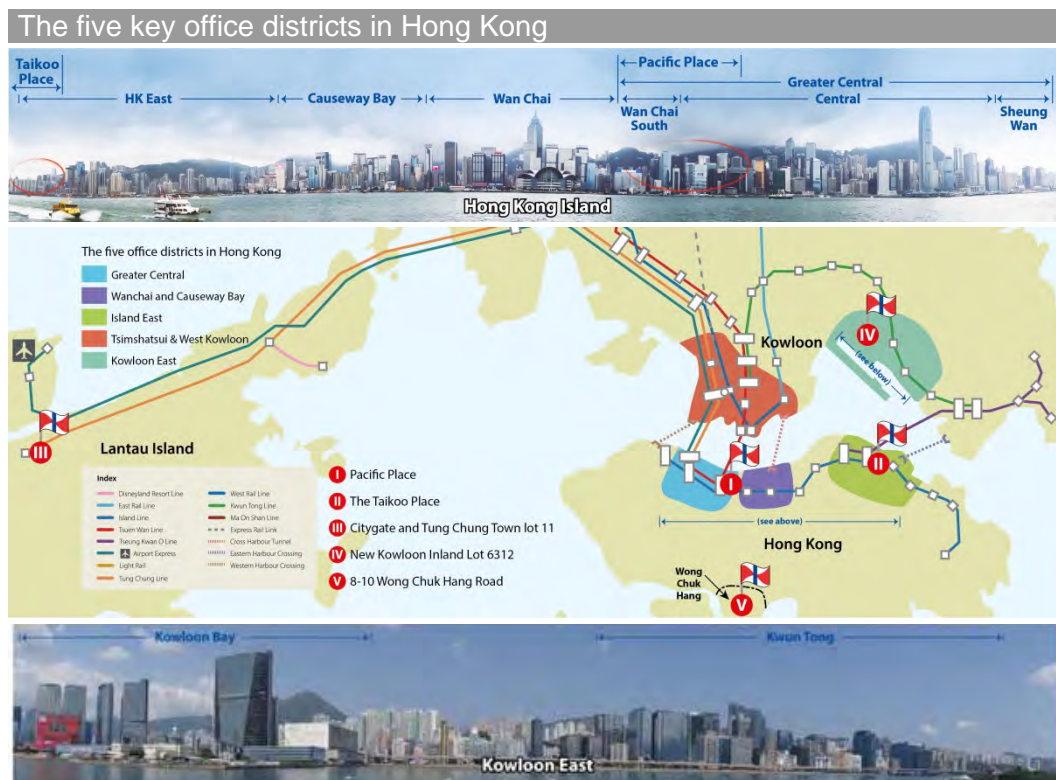 The five key office districts in Hong Kong
Taikoo
Place
HK East
Causeway Bay
Wan Chai
Pacific Place
Greater Central
Wan Chai
South
Central
Sheung
Wan
Hong Kong Island
The five office districts in Hong Kong
Greater Central
Wanchai and Causeway Bay
Island East
Tsimshatsui & West Kowloon
Kowloon East
Kowloon
IV
(see below)
III
Lantau Island
I
II
(see above)
Hong Kong
Wong
Chuk
Hang
V
Index
Disneyland Resort Line
East Rail Line
Island Line
Tsuen Wan Line
Tseung Kwan O Line
Airport Express
Light Rail
Tung Chung Line
West Rail Line
Kwun Tong Line
Ma On Shan Line
Express Rail Link
Cross Harbour Tunnel
Eastern Harbour Crossing
Western Harbour Crossing
I Pacific Place
II The Taikoo Place
III Citygate and Tung Chung Town lot 11
IV New Kowloon Inland Lot 6312
V 8-10 Wong Chuk Hang Road
Kowloon Bay
Kwun Tong
Kowloon East